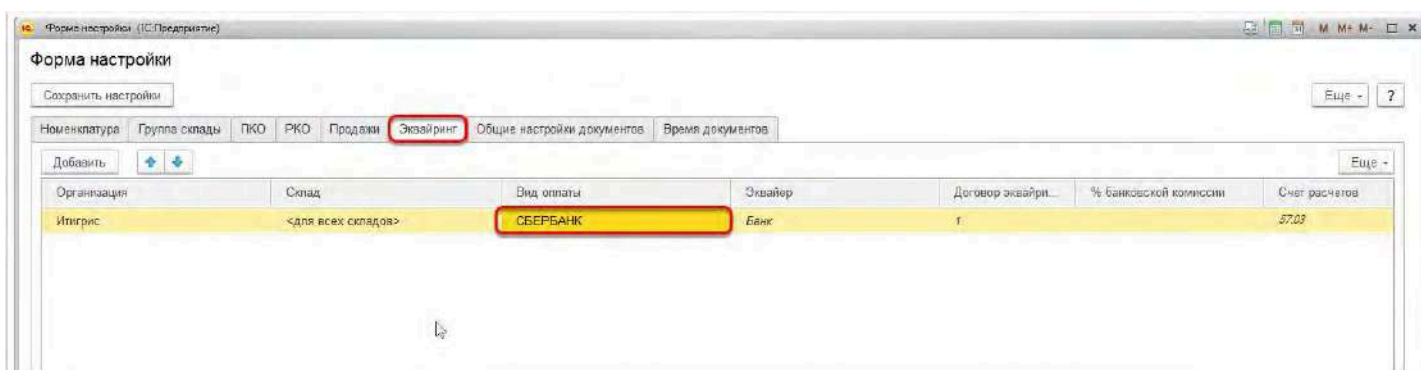 Форма настройки (1С:Предприятие) M M+ M-
Форма настройки
Сохранить настройки Еще ?
Номенклатура Группа склады ПКО РКО Продажи Эквайринг Общие настройки документов Время документов
Добавить Еще
Организация Склад Вид оплаты Эквайер Договор эквайри... % банковской комиссии Счет расчетов
Итигрис <для всех складов> СБЕРБАНК Банк 1 57.03